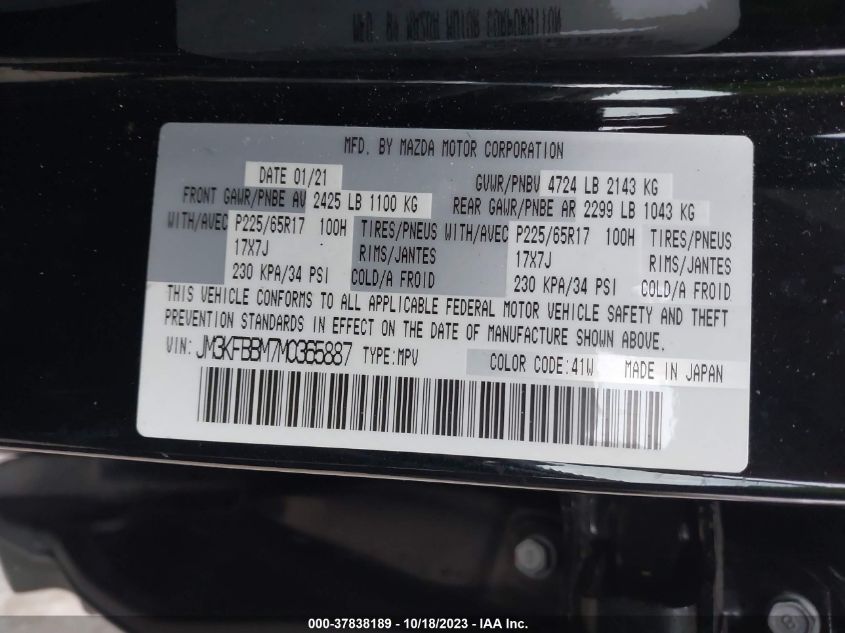 MFD. BY MAZDA MOTOR CORPORATION
MFD. BY MAZDA MOTOR CORPORATION
DATE 01/21 GVWR/PNBV 4724 LB 2143 KG
FRONT GAWR/PNBE AV 2425 LB 1100 KG REAR GAWR/PNBE AR 2299 LB 1043 KG
WITH/AVEC P225/65R17 100H TIRES/PNEUS WITH/AVEC P225/65R17 100H TIRES/PNEUS
17X7J RIMS/JANTES 17X7J RIMS/JANTES
230 KPA/34 PSI COLD/A FROID 230 KPA/34 PSI COLD/A FROID
THIS VEHICLE CONFORMS TO ALL APPLICABLE FEDERAL MOTOR VEHICLE SAFETY AND THEFT
PREVENTION STANDARDS IN EFFECT ON THE DATE OF MANUFACTURE SHOWN ABOVE.
VIN: JM3KFBBM7M0365887 TYPE:MPV COLOR CODE:41W MADE IN JAPAN
000-37838189 - 10/18/2023 - IAA Inc.